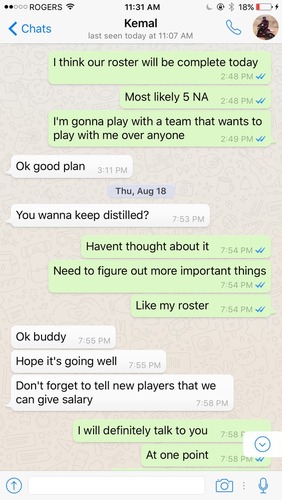 ROGERS 11:31 AM 18%
Chats
Kemal
last seen today at 11:07 AM
I think our roster will be complete today
2:48 PM
Most likely 5 NA 2:48 PM
I'm gonna play with a team that wants to
play with me over anyone 2:49 PM
Ok good plan 3:11 PM
Thu, Aug 18
You wanna keep distilled? 7:53 PM
Havent thought about it 7:54 PM
Need to figure out more important things
7:54 PM
Like my roster 7:54 PM
Ok buddy 7:55 PM
Hope it's going well 7:55 PM
Don't forget to tell new players that we
can give salary 7:58 PM
I will definitely talk to you 7:58
At one point 7:58